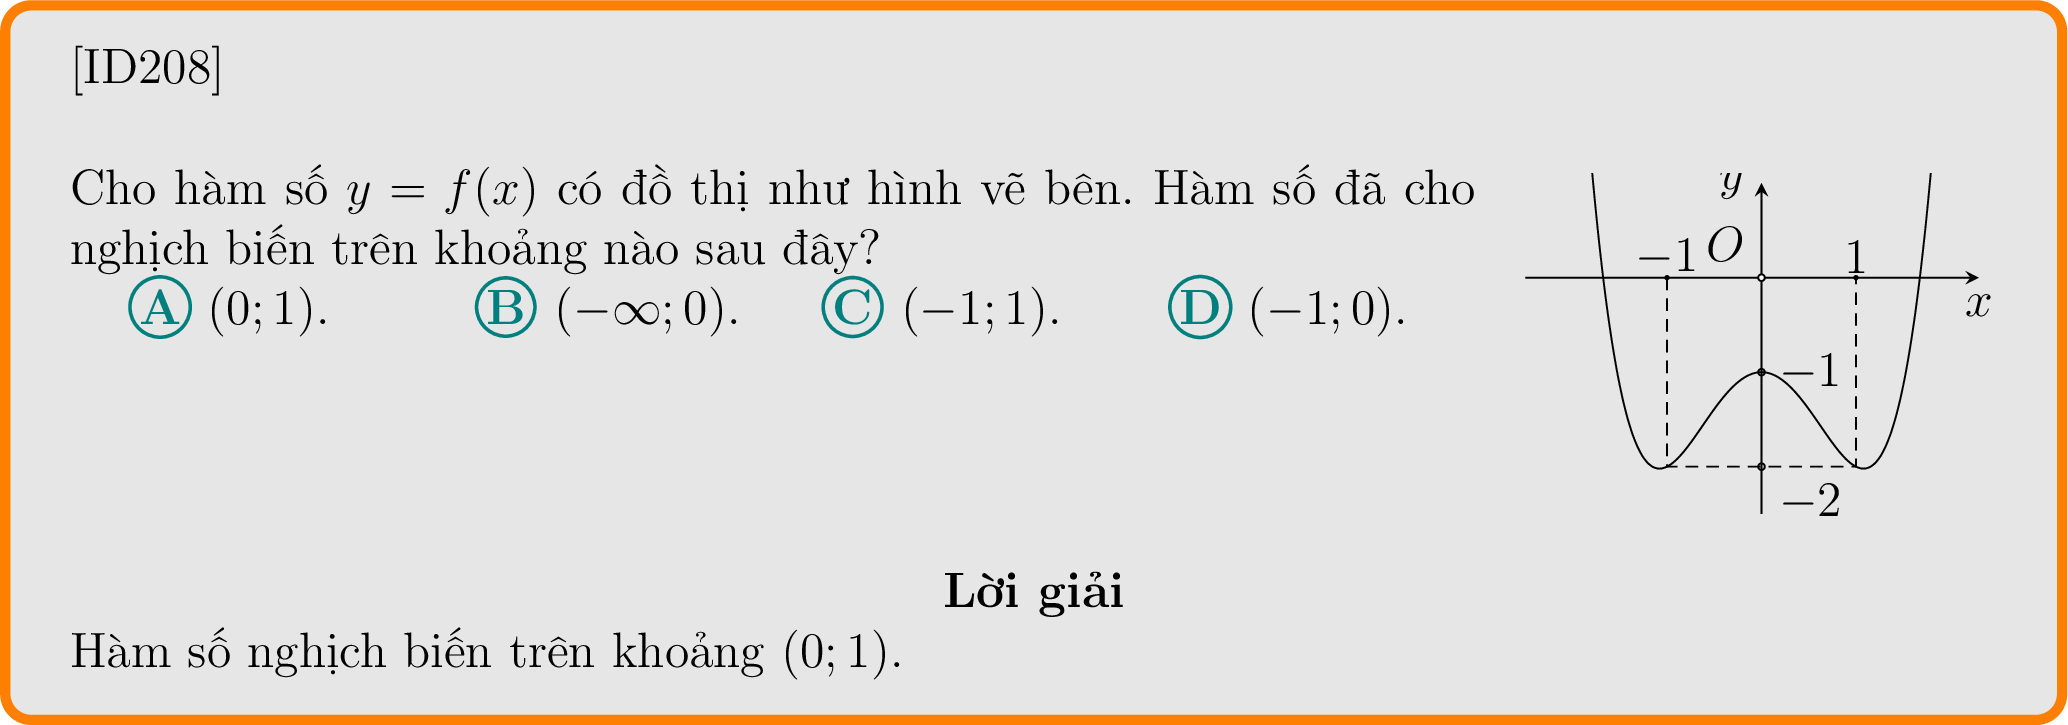 [ID208]
Cho hàm số y = f(x) có đồ thị như hình vẽ bên. Hàm số đã cho
nghịch biến trên khoảng nào sau đây?
A (0; 1). B (−∞; 0). C (−1; 1). D (−1; 0).
y
−1 O 1
x
−1
−2
Lời giải
Hàm số nghịch biến trên khoảng (0; 1).